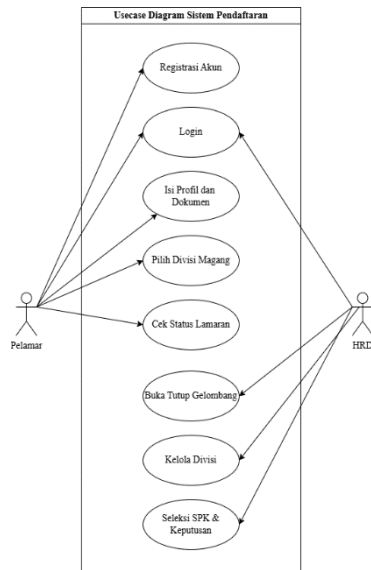 Usecase Diagram Sistem Pendaftaran
Registrasi Akun
Login
Isi Profil dan
Dokumen
Pilih Divisi Magang
Cek Status Lamaran
Pelamar
HRD
Buka Tutup Gelombang
Kelola Divisi
Seleksi SPK &
Keputusan